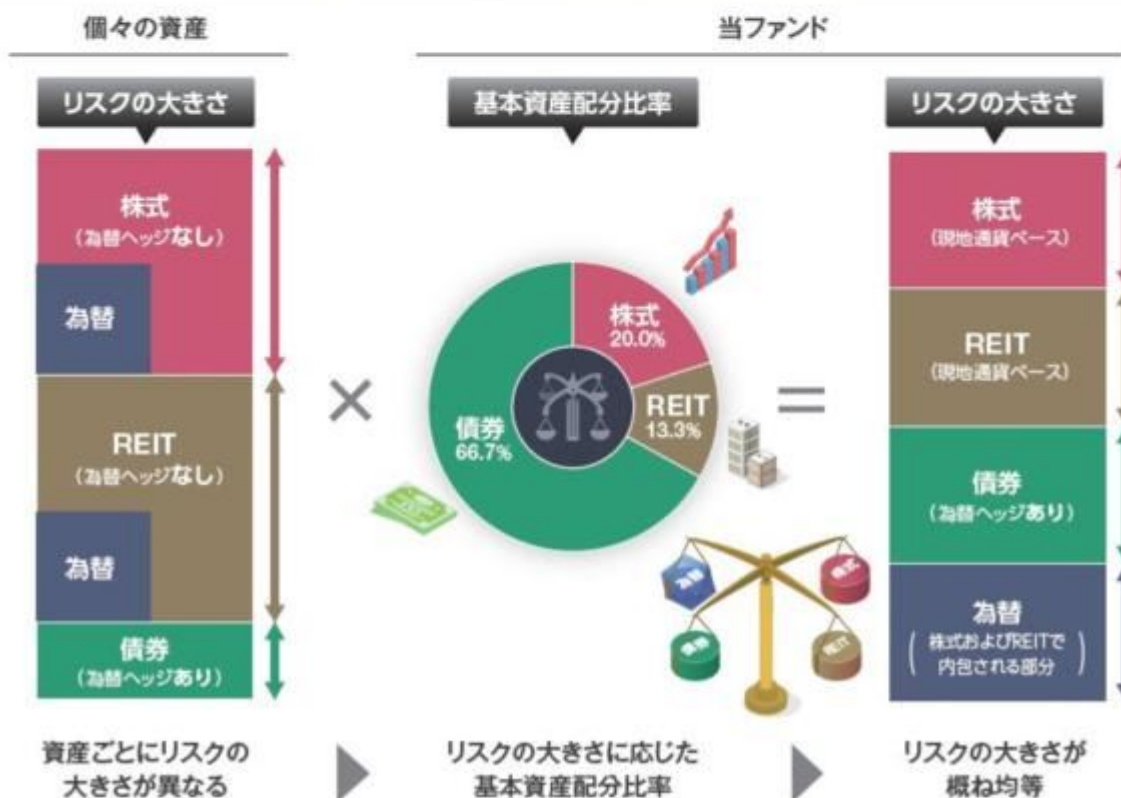 個々の資産
当ファンド
リスクの大きさ
基本資産配分比率
リスクの大きさ
株式
(為替ヘッジなし)
為替
REIT
(為替ヘッジなし)
為替
債券
(為替ヘッジあり)
×
株式
20.0%
REIT
13.3%
債券
66.7%
為替
株式
債券
REIT
=
株式
(現地通貨ベース)
REIT
(現地通貨ベース)
債券
(為替ヘッジあり)
為替
(株式およびREITで
内包される部分)
資産ごとにリスクの
大きさが異なる
リスクの大きさに応じた
基本資産配分比率
リスクの大きさが
概ね均等